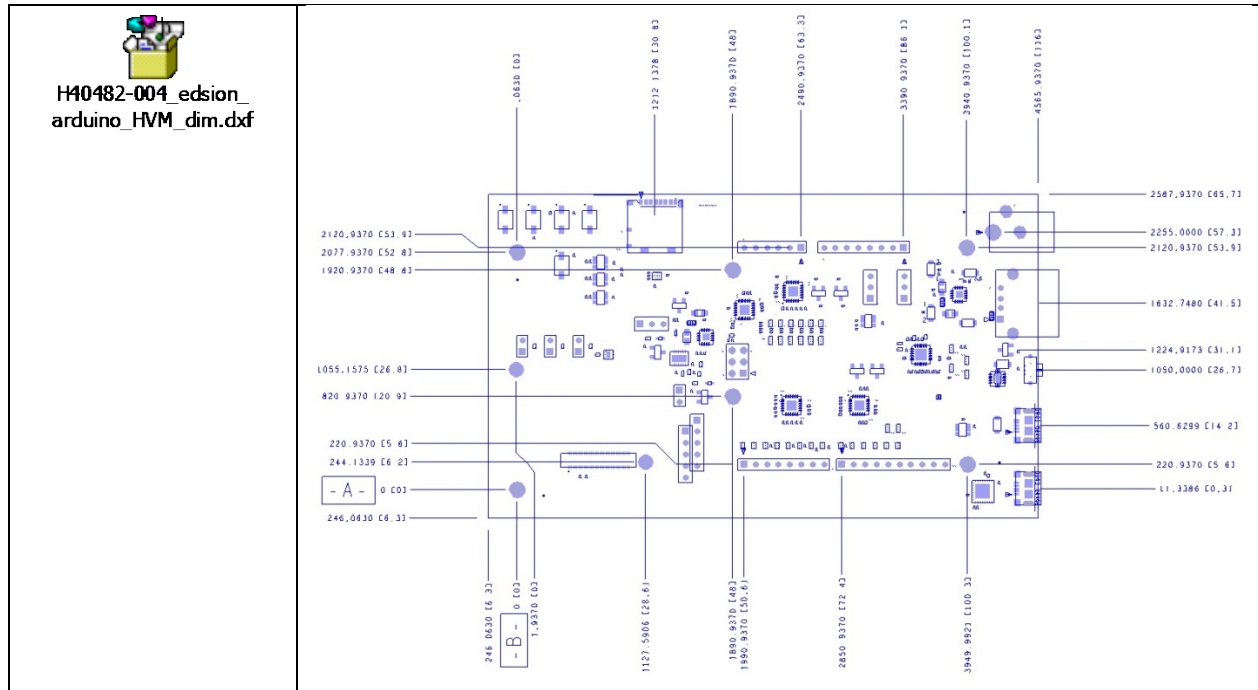 H40482-004_edsion_
arduino_HVM_dim.dxf
.0630 [0]
1212 1378 [30 8]
1890.9370 [48]
2490.9370 [63.3]
3390 9370 [86 1]
3940.9370 [100.1]
4565.9370 [116]
2120.9370 [53.9]
2077.9370 [52 8]
1920.9370 [48 8]
1055.1575 [26.8]
820 9370 [20 9]
220.9370 [5 6]
244.1339 [6 2]
- A - 0 [0]
246.0630 [6.3]
2587.9370 [65.7]
2255.0000 [57.3]
2120.9370 [53.9]
1632.7480 [41.5]
1224.9173 [31.1]
1050.0000 [26.7]
560.6299 [14 2]
220.9370 [5 6]
11.3386 [0.3]
246 0630 [6 3]
- B - 0 [0]
1.9370 [0]
1127.5906 [28.6]
1890.9370 [48]
1990.9370 [50.6]
2850 9370 [72 4]
3949.9921 [100 3]